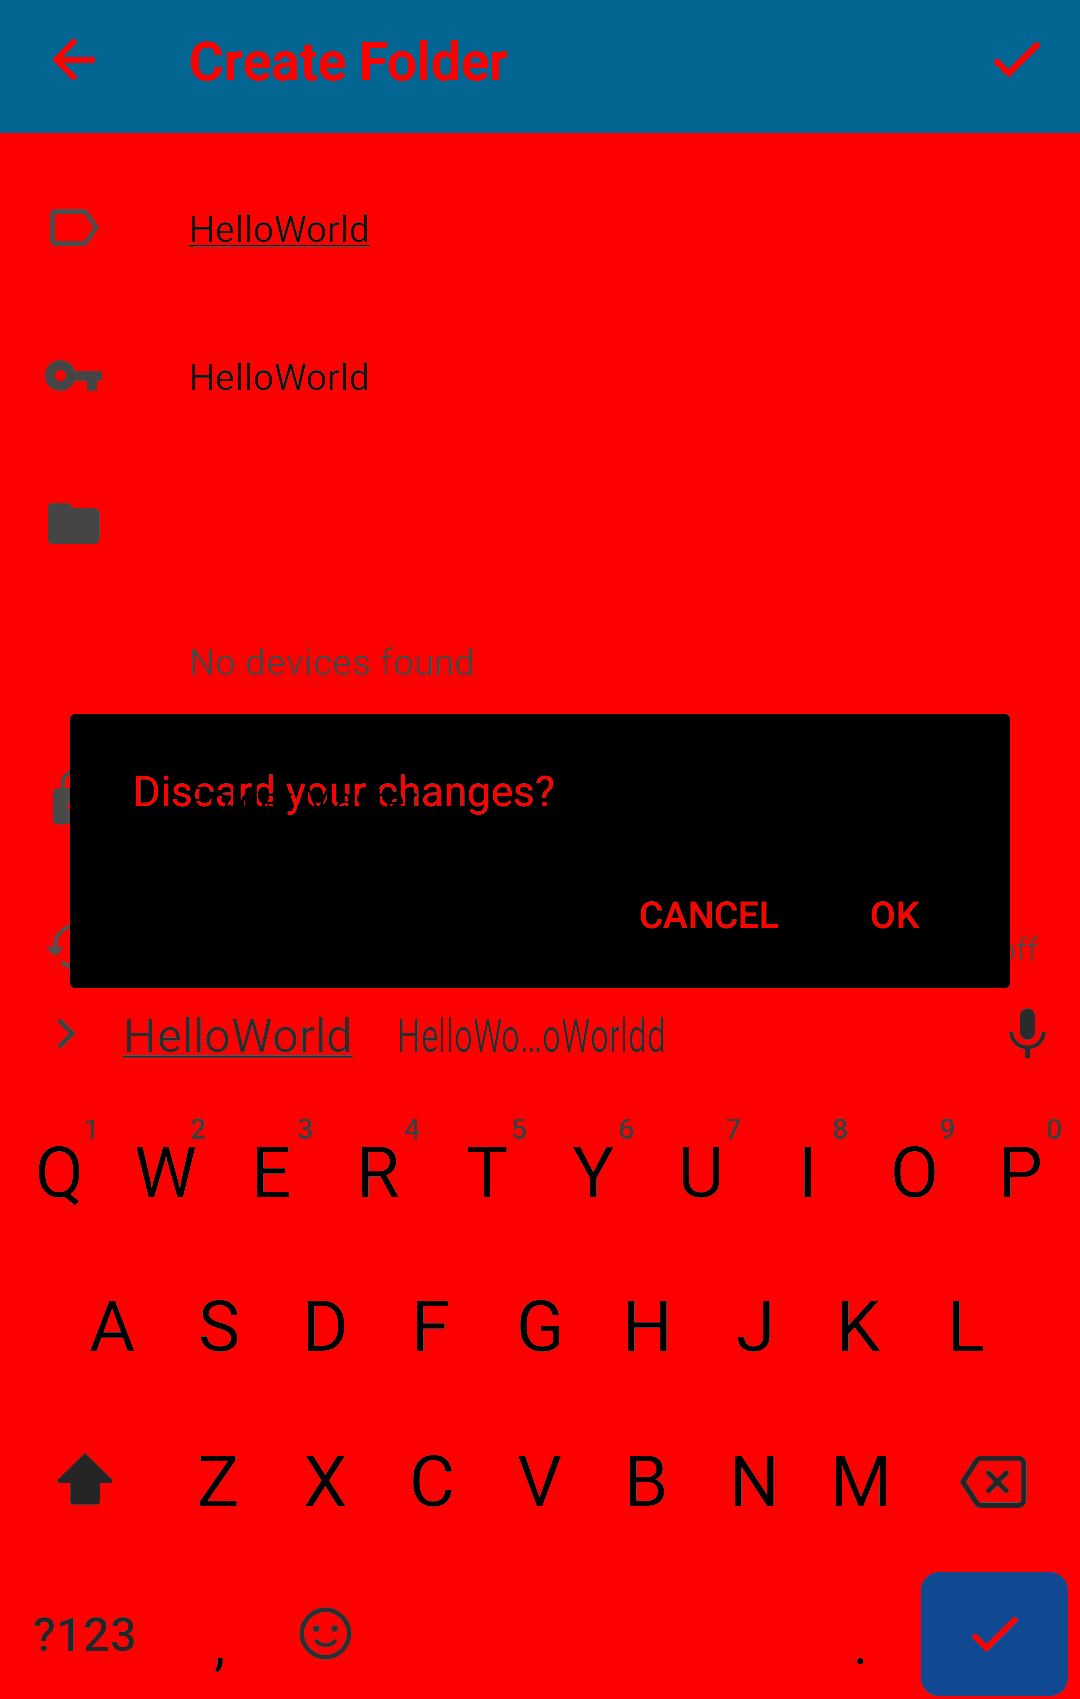 Create Folder
HelloWorld
HelloWorld
No devices found
Discard your changes?
CANCEL OK
off
HelloWorld HelloWo...oWorldd
1 2 3 4 5 6 7 8 9 0
Q W E R T Y U I O P
A S D F G H J K L
Z X C V B N M
?123 , .